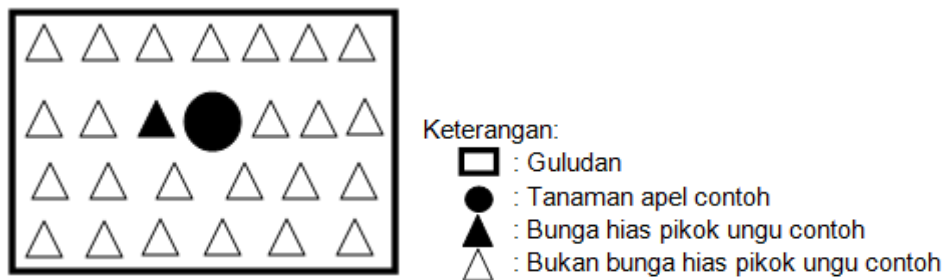 Keterangan:
: Guludan
: Tanaman apel contoh
: Bunga hias pikok ungu contoh
: Bukan bunga hias pikok ungu contoh